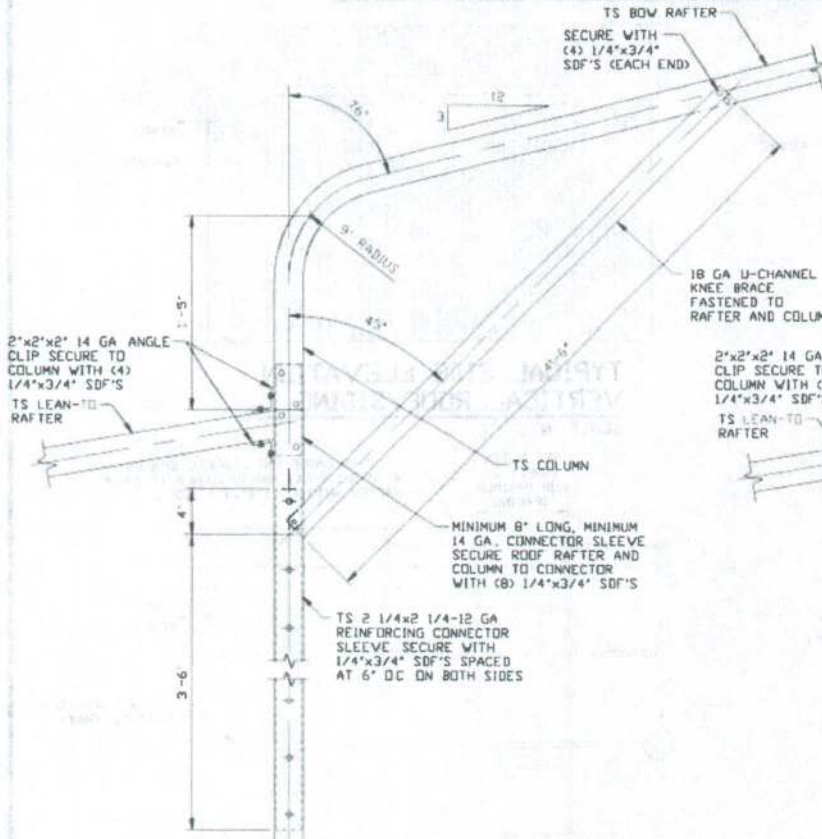 TS BOW RAFTER
SECURE WITH
(4) 1/4"x3/4"
SDF'S (EACH END)
12
3
76°
9" RADIUS
1'-5"
45°
18 GA U-CHANNEL
KNEE BRACE
FASTENED TO
RAFTER AND COLUM
2"x2"x2" 14 GA ANGLE
CLIP SECURE TO
COLUMN WITH (4)
1/4"x3/4" SDF'S
TS LEAN-TO
RAFTER
2"x2"x2" 14 GA
CLIP SECURE T
COLUMN WITH (
1/4"x3/4" SDF'S
TS LEAN-TO
RAFTER
TS COLUMN
4"
MINIMUM 8" LONG, MINIMUM
14 GA. CONNECTOR SLEEVE
SECURE ROOF RAFTER AND
COLUMN TO CONNECTOR
WITH (8) 1/4"x3/4" SDF'S
TS 2 1/4x2 1/4-12 GA
REINFORCING CONNECTOR
SLEEVE SECURE WITH
1/4"x3/4" SDF'S SPACED
AT 6" OC ON BOTH SIDES
3'-6"